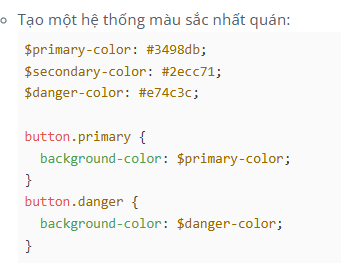 Tạo một hệ thống màu sắc nhất quán:
$primary-color: #3498db;
$secondary-color: #2ecc71;
$danger-color: #e74c3c;

button.primary {
  background-color: $primary-color;
}
button.danger {
  background-color: $danger-color;
}